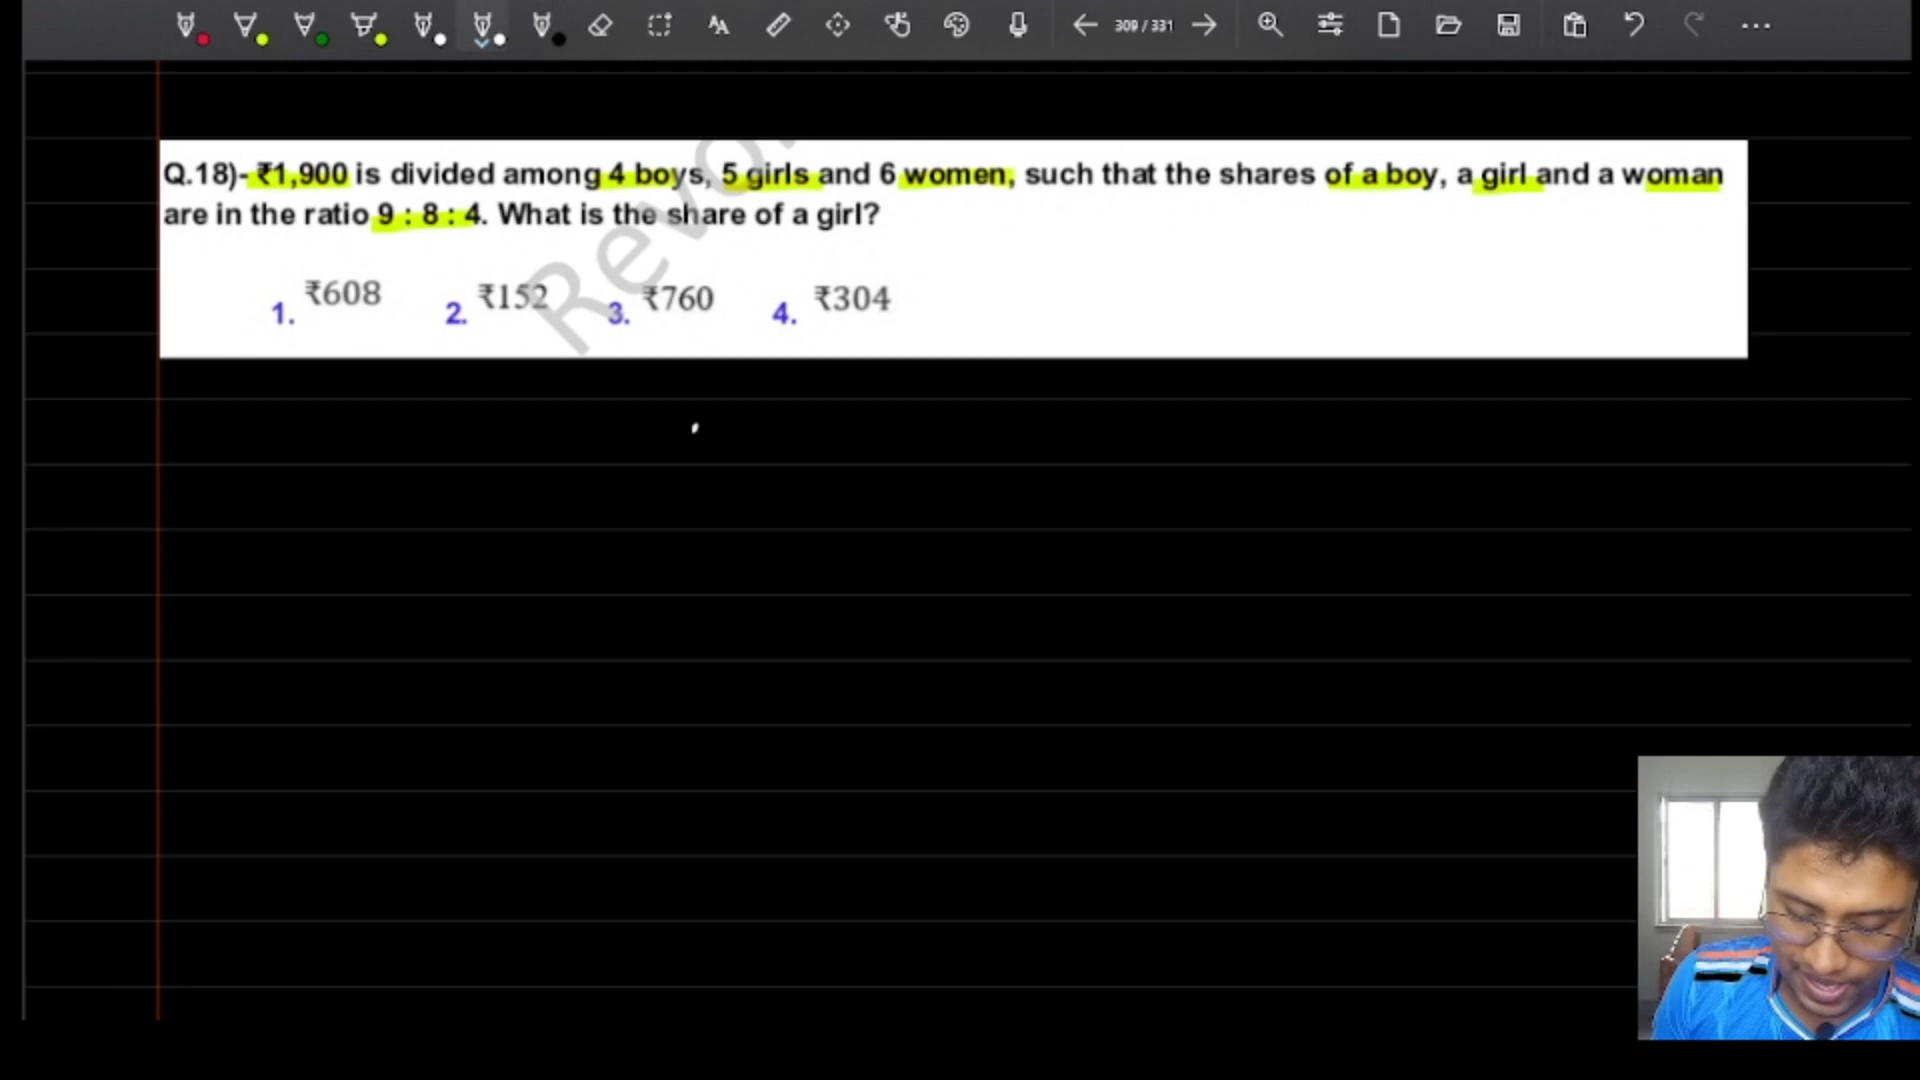 309 / 331
Q.18)- ₹1,900 is divided among 4 boys, 5 girls and 6 women, such that the shares of a boy, a girl and a woman
are in the ratio 9 : 8 : 4. What is the share of a girl?
1. ₹608 2. ₹152 3. ₹760 4. ₹304
Revo